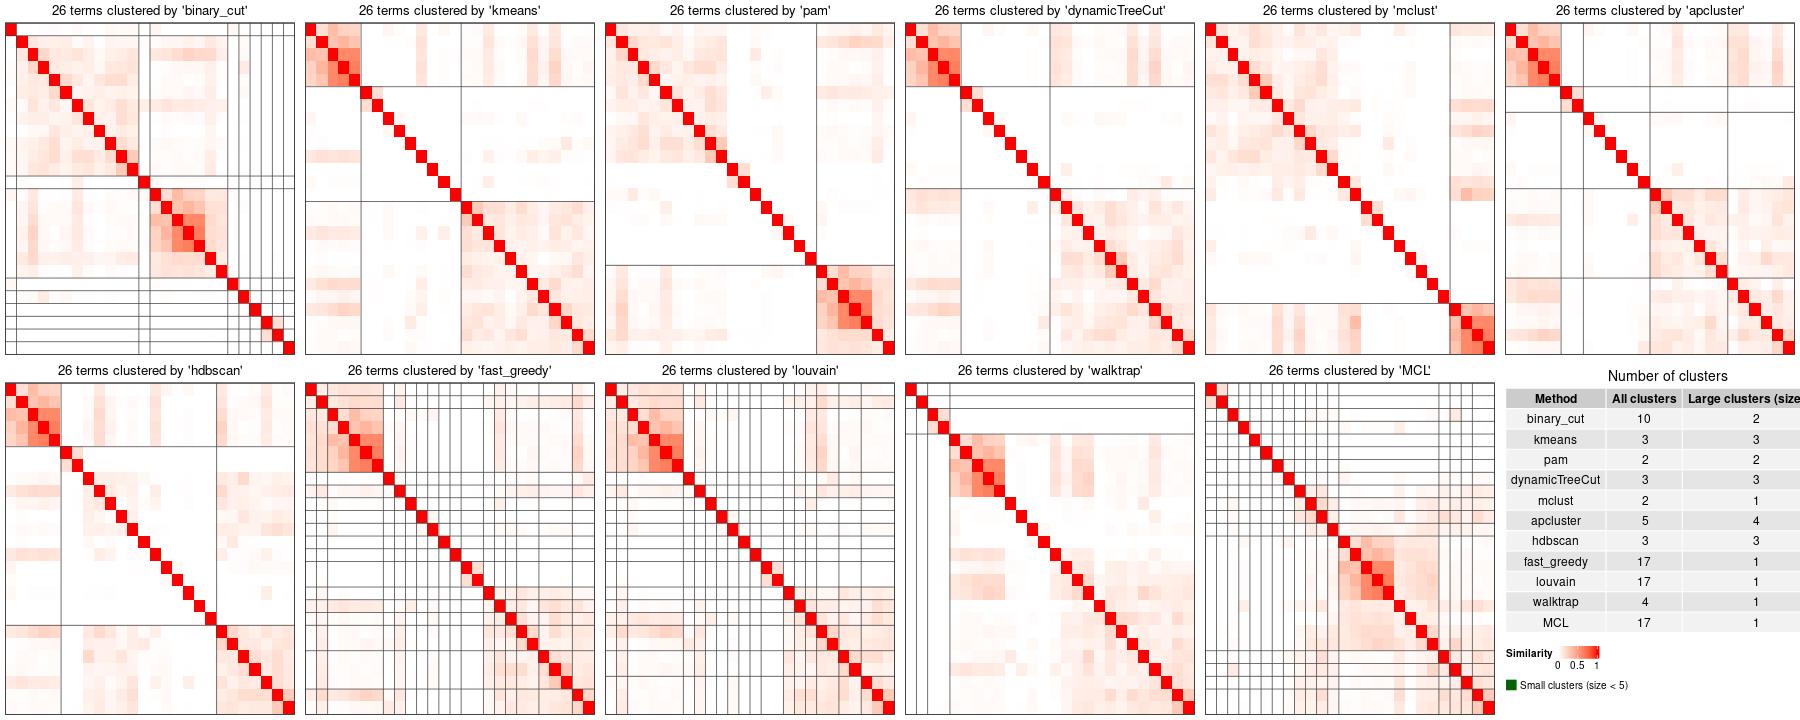 26 terms clustered by 'binary_cut'
26 terms clustered by 'kmeans'
26 terms clustered by 'pam'
26 terms clustered by 'dynamicTreeCut'
26 terms clustered by 'mclust'
26 terms clustered by 'apcluster'
26 terms clustered by 'hdbscan'
26 terms clustered by 'fast_greedy'
26 terms clustered by 'louvain'
26 terms clustered by 'walktrap'
26 terms clustered by 'MCL'
Number of clusters
Method All clusters Large clusters (size
binary_cut 10 2
kmeans 3 3
pam 2 2
dynamicTreeCut 3 3
mclust 2 1
apcluster 5 4
hdbscan 3 3
fast_greedy 17 1
louvain 17 1
walktrap 4 1
MCL 17 1
Similarity
0 0.5 1
Small clusters (size < 5)